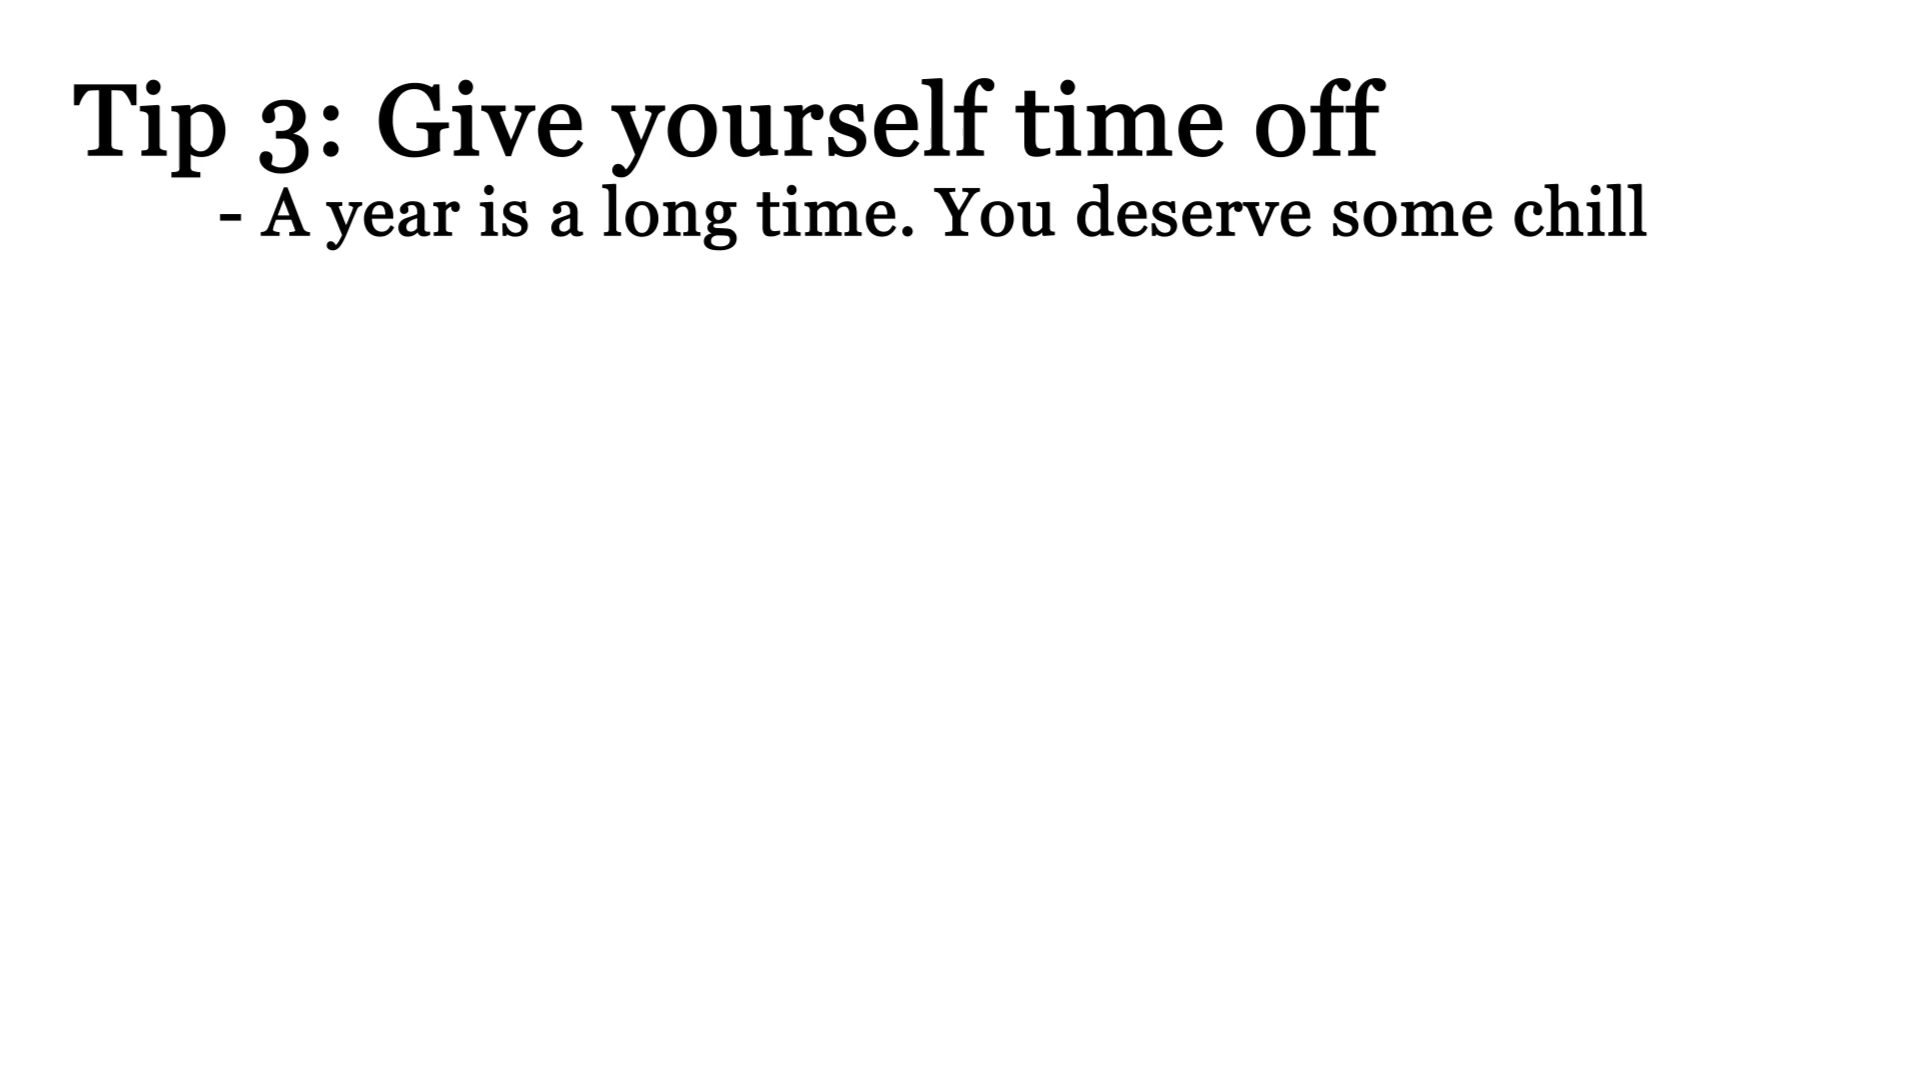 Tip 3: Give yourself time off
- A year is a long time. You deserve some chill